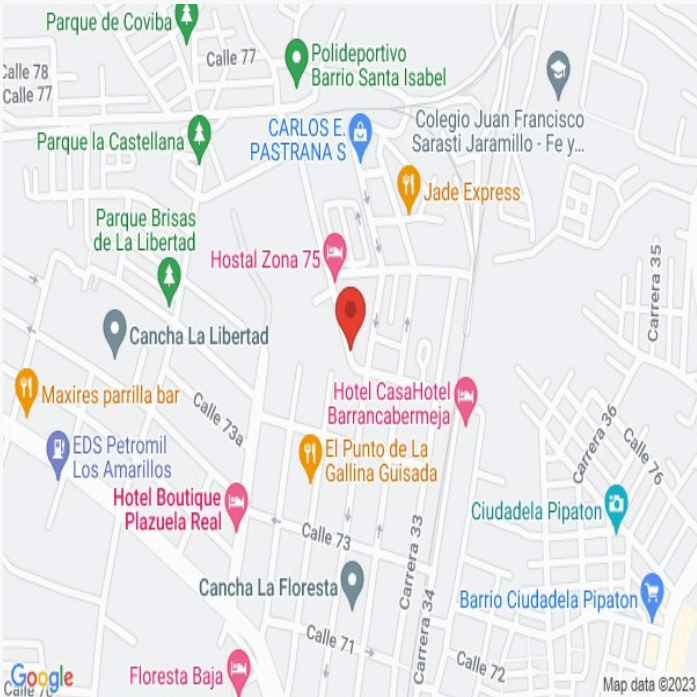 Parque de Coviba
Calle 77
Polideportivo
Barrio Santa Isabel
Calle 78
Calle 77
CARLOS E.
PASTRANA S
Colegio Juan Francisco
Sarasti Jaramillo - Fe y...
Parque la Castellana
Jade Express
Parque Brisas
de La Libertad
Hostal Zona 75
Carrera 35
Cancha La Libertad
Maxires parrilla bar
Hotel CasaHotel
Barrancabermeja
Calle 73a
Carrera 36
Calle 76
EDS Petromil
Los Amarillos
El Punto de La
Gallina Guisada
Hotel Boutique
Plazuela Real
Ciudadela Pipaton
Calle 73
Carrera 33
Cancha La Floresta
Carrera 34
Barrio Ciudadela Pipaton
Calle 71
Calle 72
Floresta Baja
Google
Map data ©2023